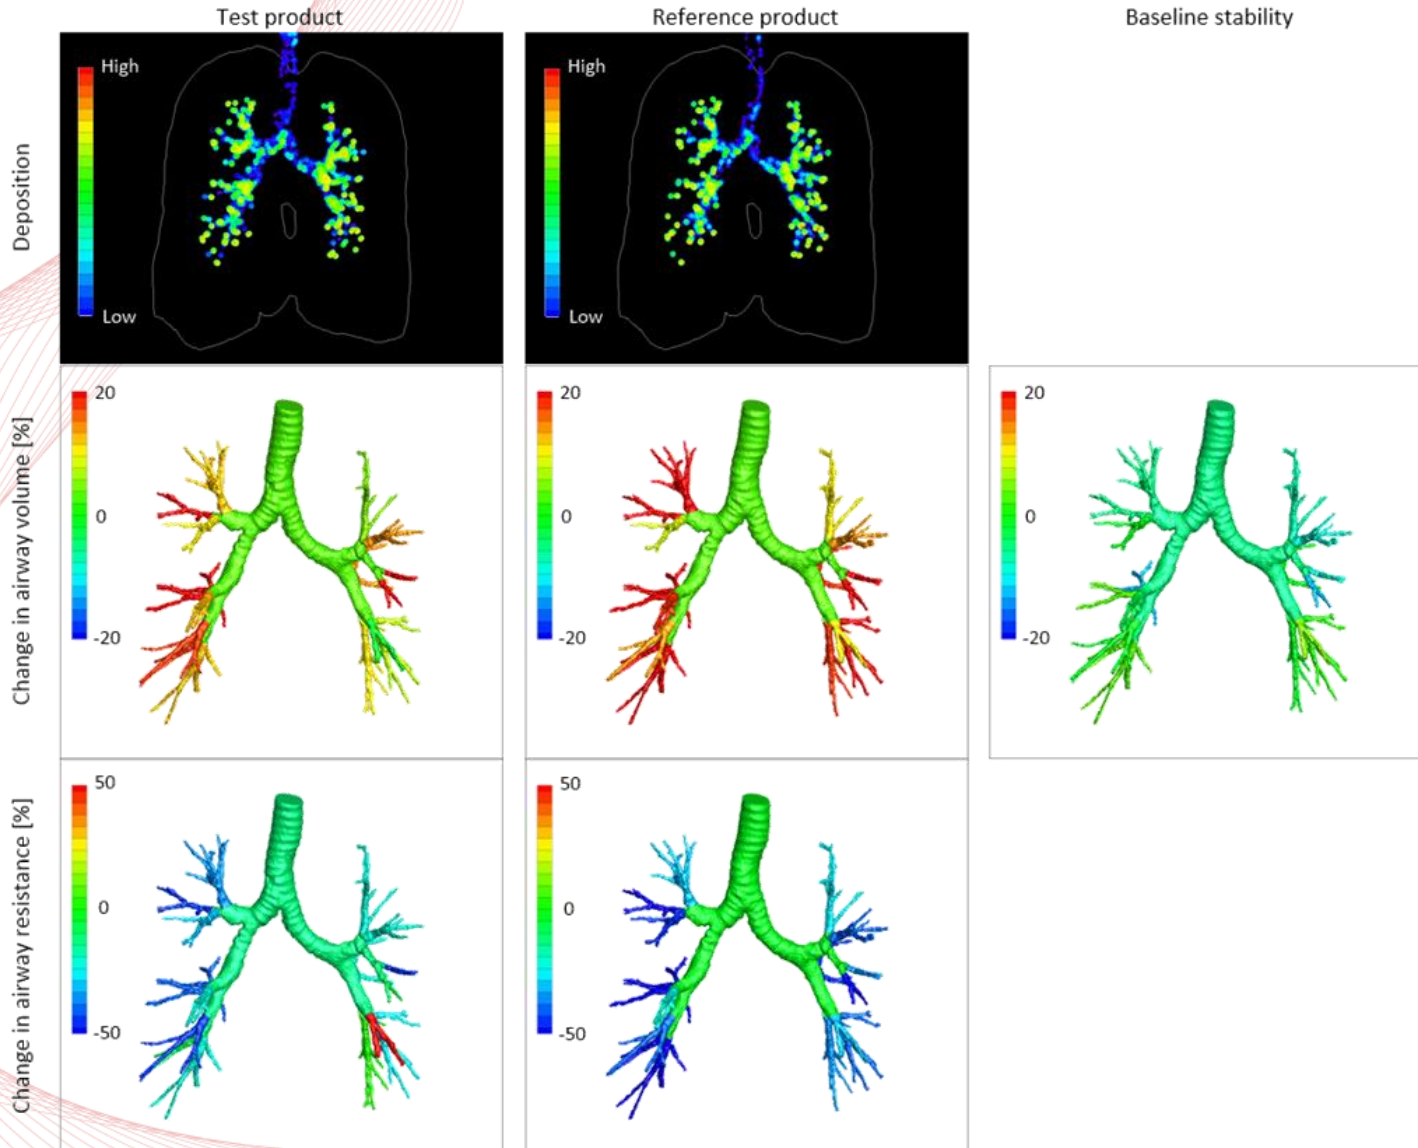 Test product
Reference product
Baseline stability
Deposition
High
Low
High
Low
Change in airway volume [%]
20
0
-20
20
0
-20
20
0
-20
Change in airway resistance [%]
50
0
-50
50
0
-50